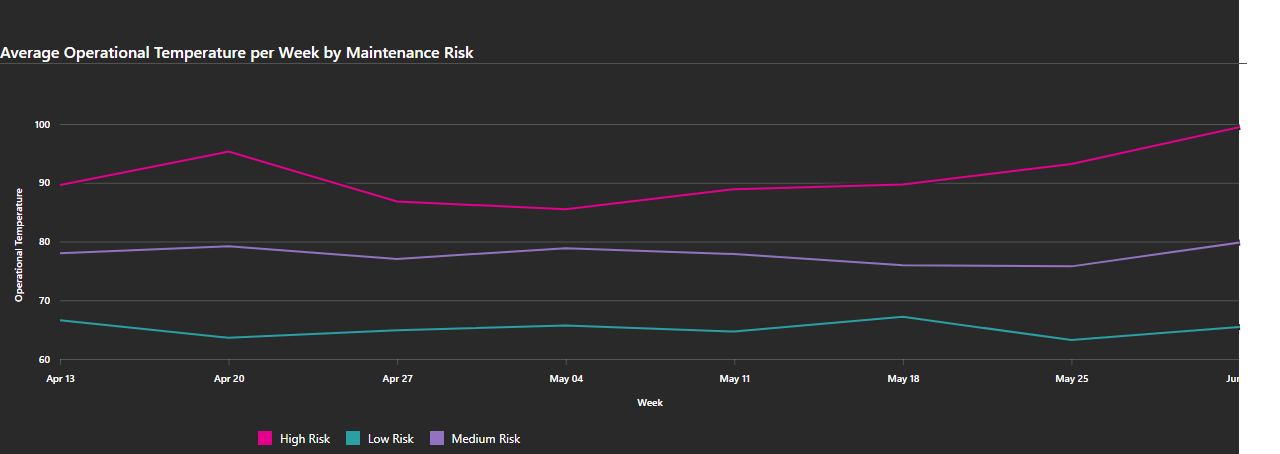 Average Operational Temperature per Week by Maintenance Risk
100
90
80
70
60
Operational Temperature
Apr 13 Apr 20 Apr 27 May 04 May 11 May 18 May 25
Week
High Risk Low Risk Medium Risk